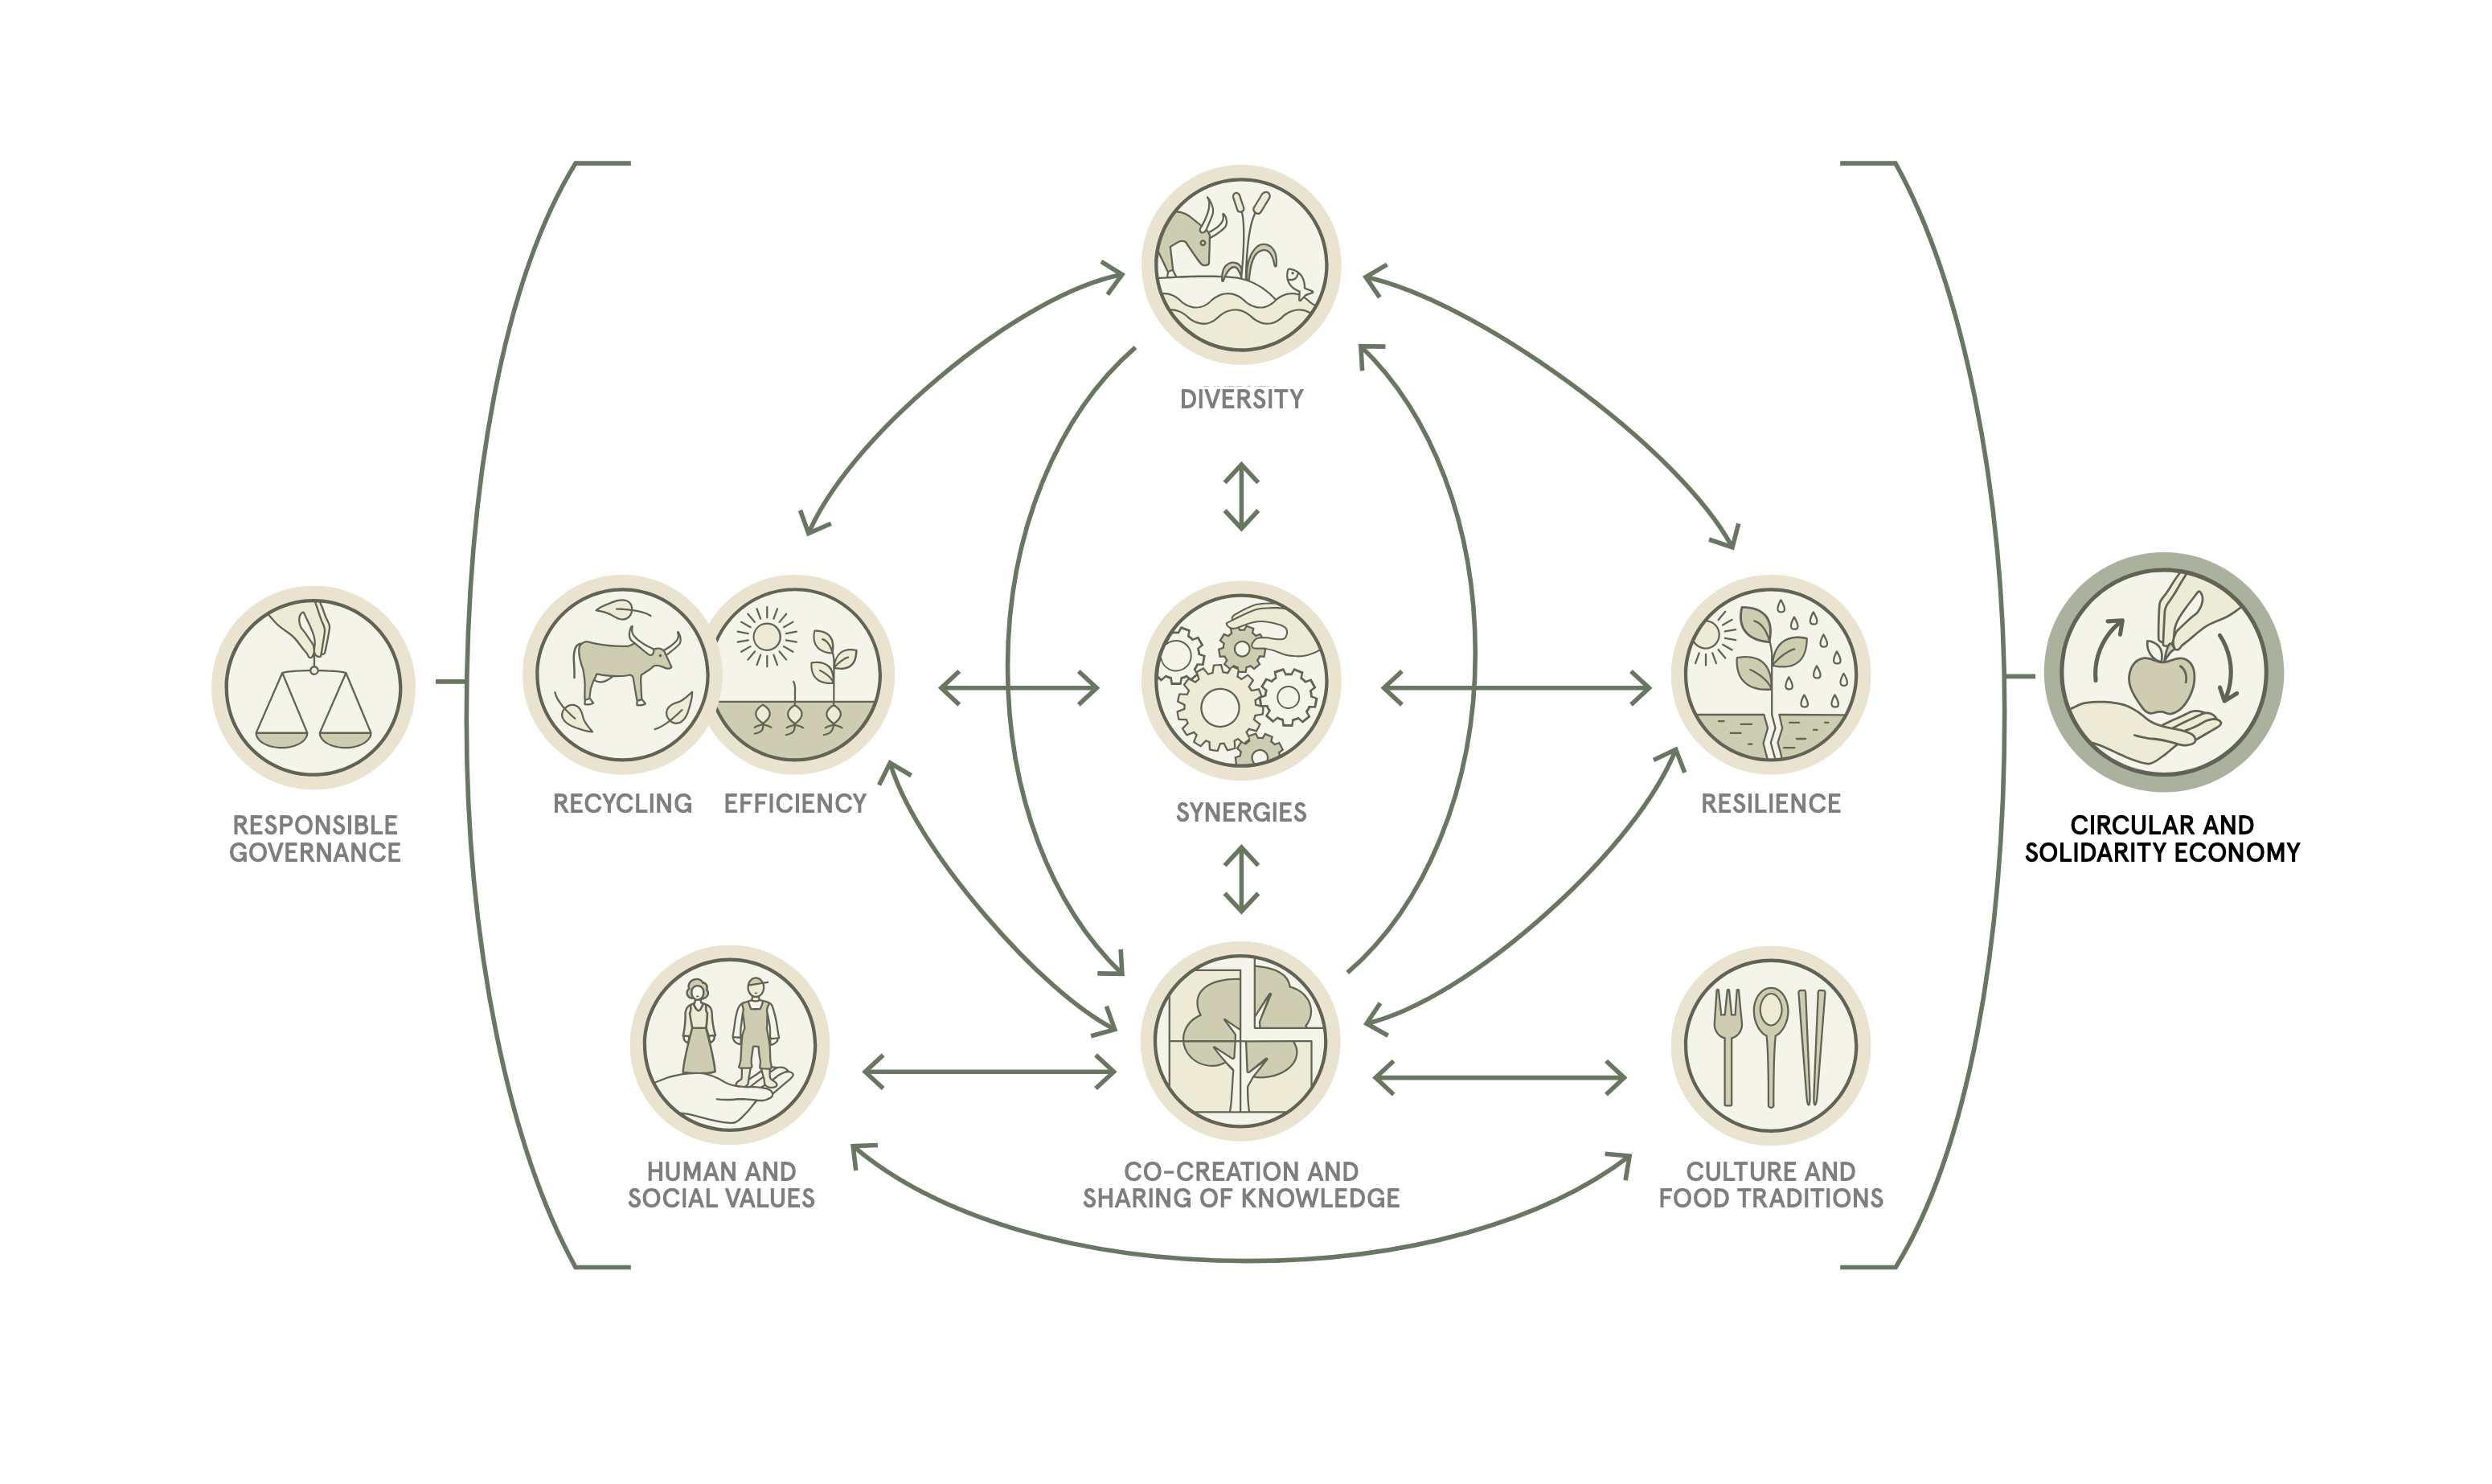 DIVERSITY
RECYCLING
EFFICIENCY
SYNERGIES
RESILIENCE
RESPONSIBLE
GOVERNANCE
CIRCULAR AND
SOLIDARITY ECONOMY
HUMAN AND
SOCIAL VALUES
CO-CREATION AND
SHARING OF KNOWLEDGE
CULTURE AND
FOOD TRADITIONS